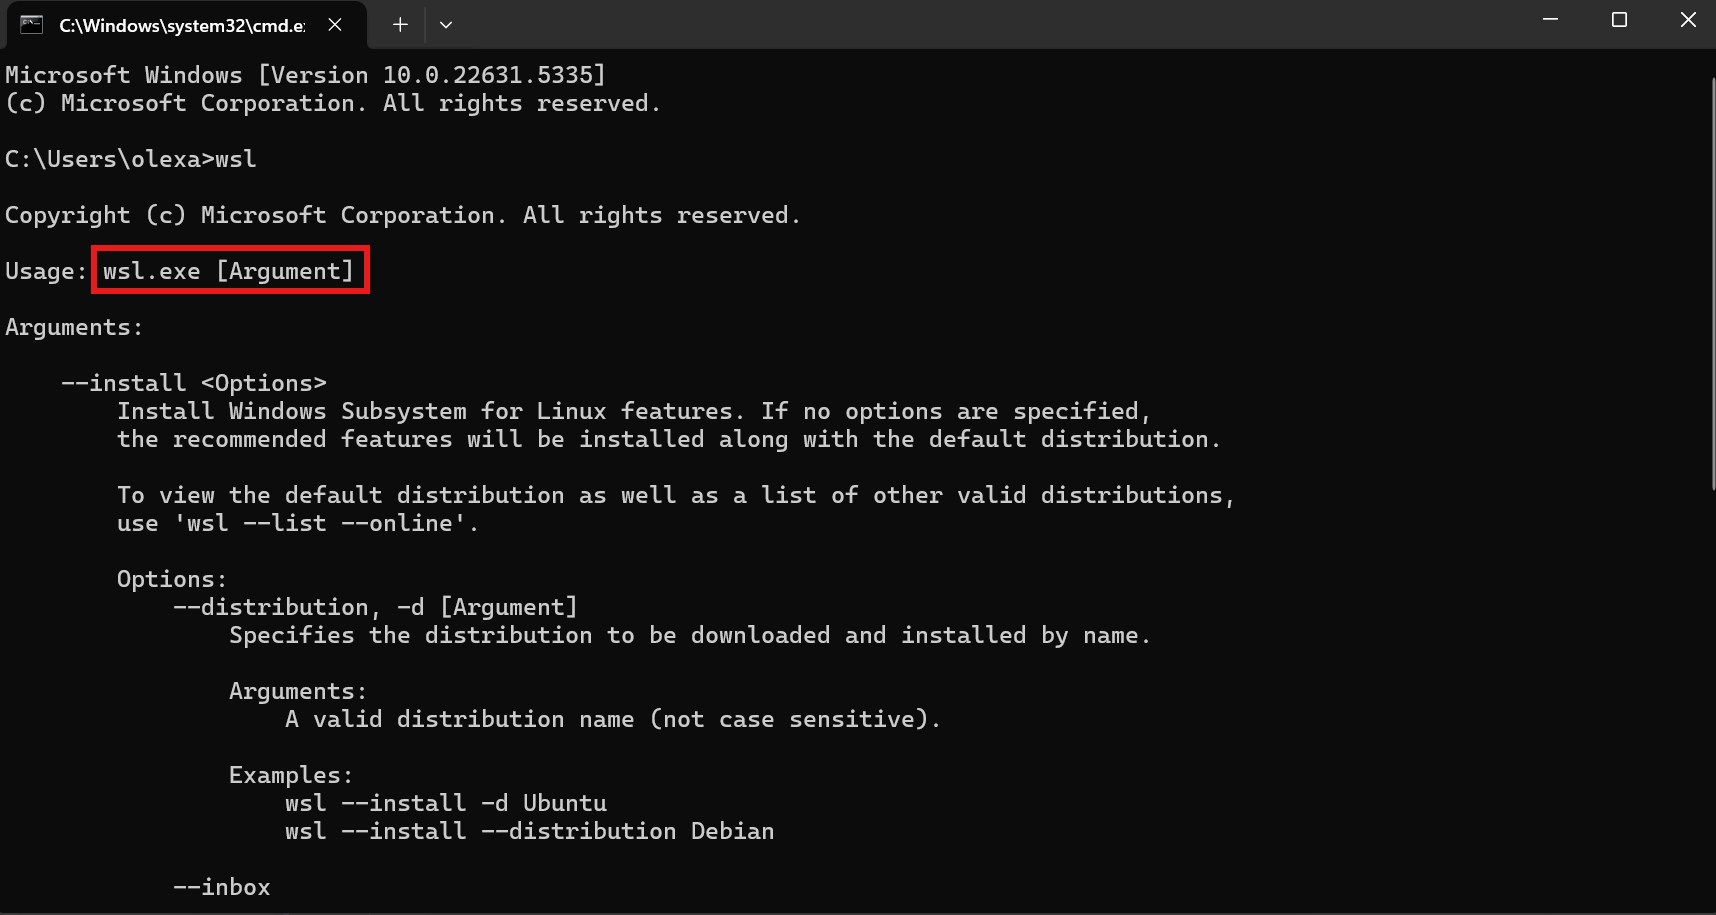 C:\Windows\system32\cmd.e
Microsoft Windows [Version 10.0.22631.5335]
(c) Microsoft Corporation. All rights reserved.
C:\Users\olexa>wsl
Copyright (c) Microsoft Corporation. All rights reserved.
Usage: wsl.exe [Argument]
Arguments:
--install <Options>
Install Windows Subsystem for Linux features. If no options are specified,
the recommended features will be installed along with the default distribution.
To view the default distribution as well as a list of other valid distributions,
use 'wsl --list --online'.
Options:
--distribution, -d [Argument]
Specifies the distribution to be downloaded and installed by name.
Arguments:
A valid distribution name (not case sensitive).
Examples:
wsl --install -d Ubuntu
wsl --install --distribution Debian
--inbox